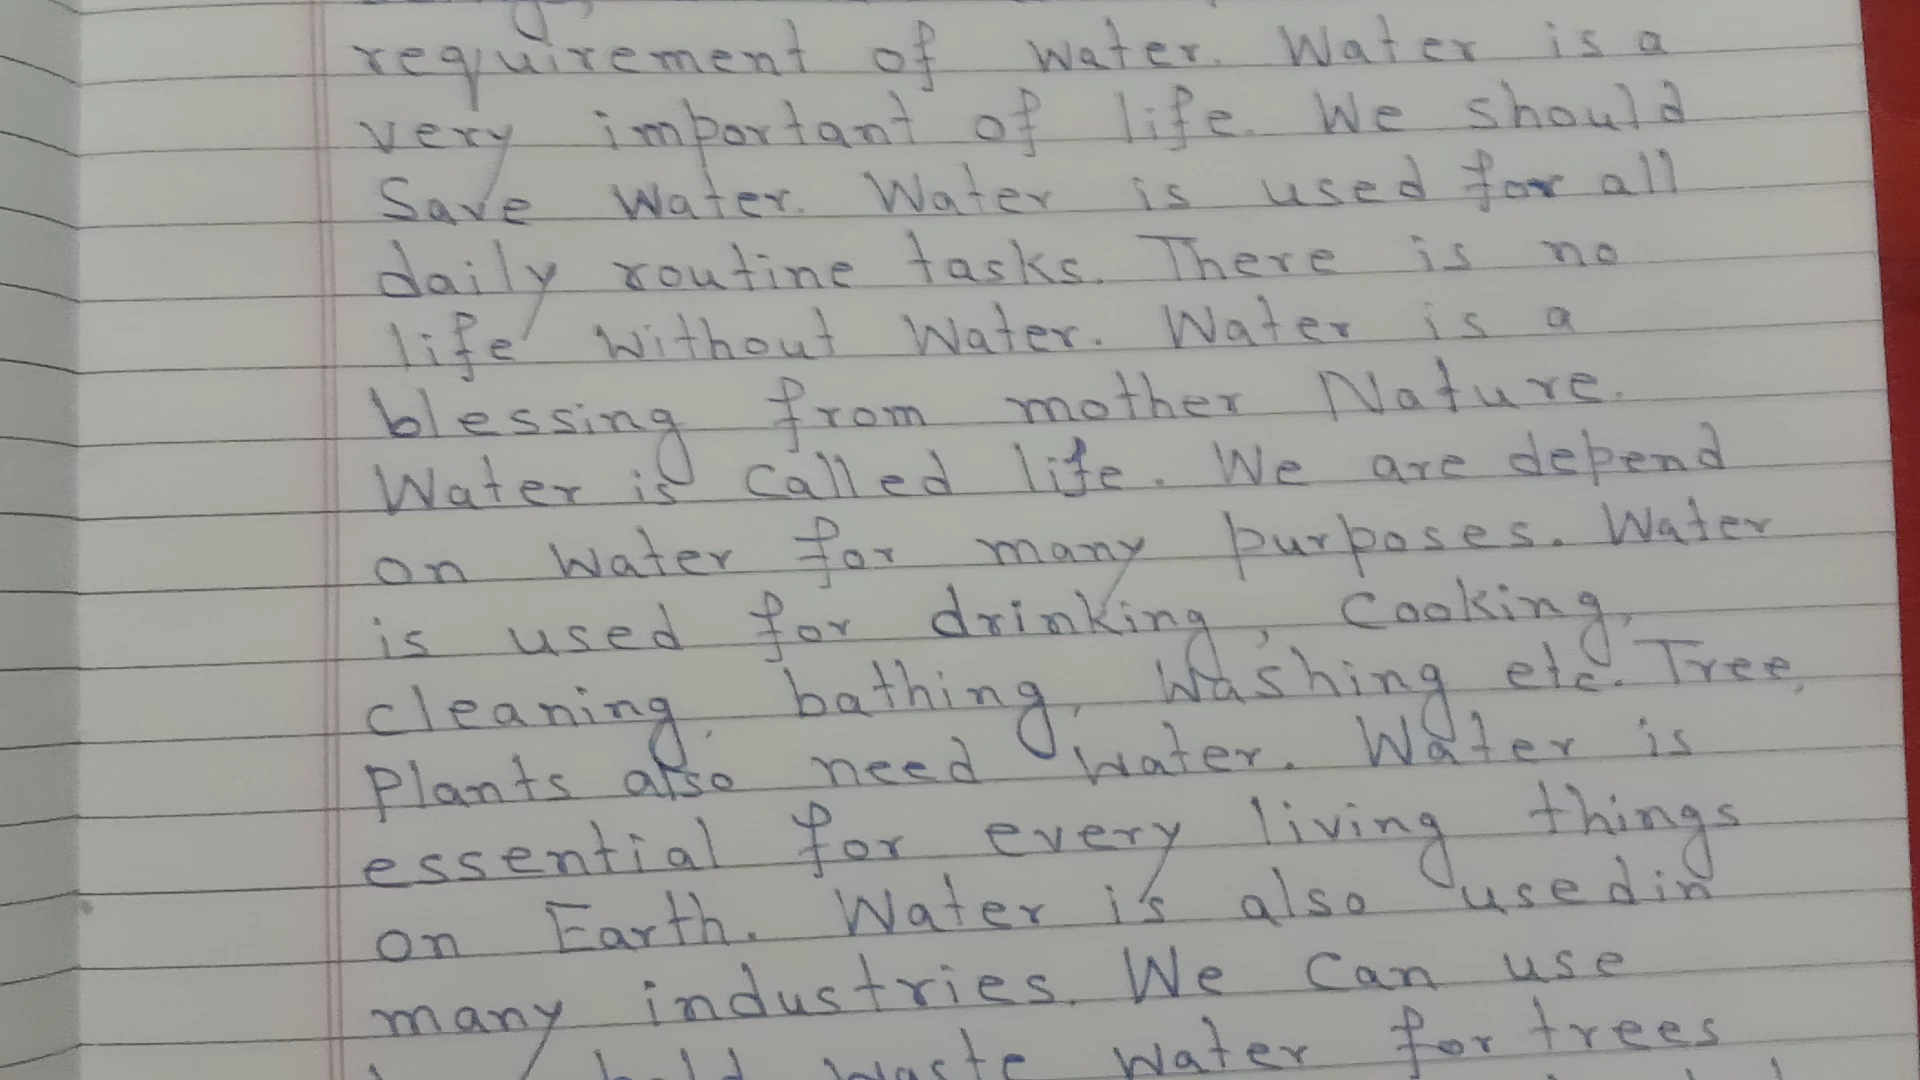 requirement of water. Water is a
very important of life. We should
Save Water. Water is used for all
daily routine tasks. There is no
life Without Water. Water is a
blessing from mother Nature.
Water is called life. We are depend
on Water for many purposes. Water
is used for drinking, Cooking,
cleaning, bathing, Washing etc. Tree,
Plants also need Water. Water is
essential for every living things
on Earth. Water is also used in
many industries. We Can use
waste Water for trees